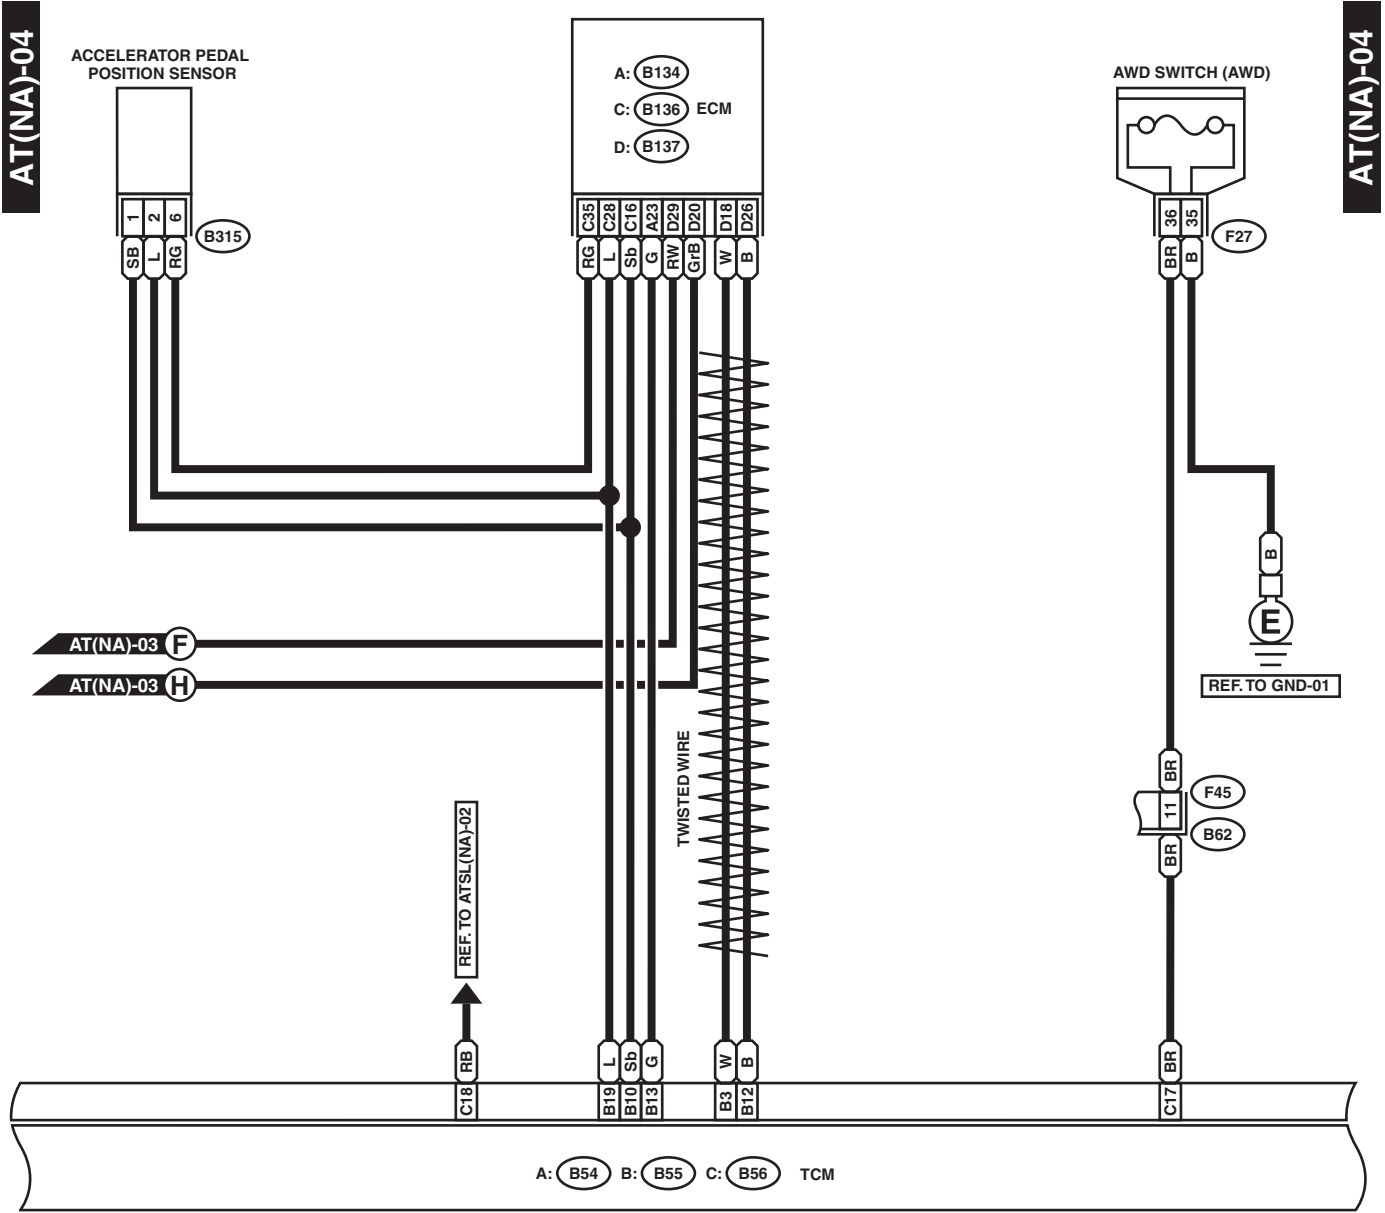 AT(NA)-04
AT(NA)-04
ACCELERATOR PEDAL
POSITION SENSOR
A: B134
C: B136 ECM
D: B137
AWD SWITCH (AWD)
1 2 6
B315
SB L RG
C35 C28 C16 A23 D29 D20 D18 D26
RG L Sb G RW GrB W B
36 35
F27
BR B
B
E
REF. TO GND-01
AT(NA)-03 F
AT(NA)-03 H
TWISTED WIRE
REF. TO ATSL(NA)-02
BR
11
F45
B62
BR
RB L Sb G W B BR
C18 B19 B10 B13 B3 B12 C17
A: B54 B: B55 C: B56 TCM